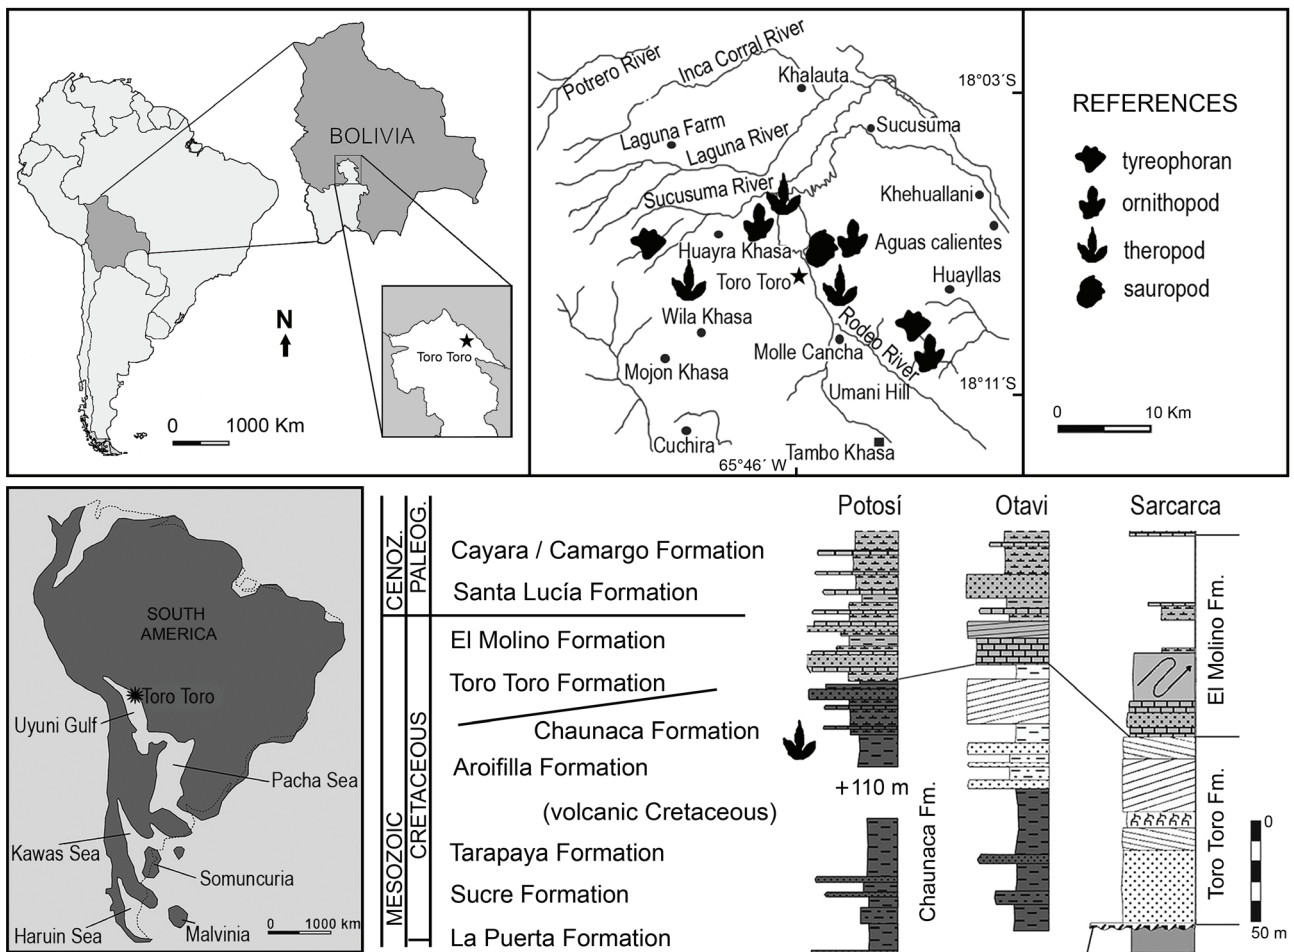 BOLIVIA
Toro Toro
N
0 1000 Km
Potrero River
Inca Corral River
Khalauta
18°03´S
Laguna Farm
Laguna River
Sucusuma
Sucusuma River
Khehuallani
Huayra Khasa
Aguas calientes
Toro Toro
Huayllas
Wila Khasa
Rodeo River
Molle Cancha
Mojon Khasa
18°11´S
Umani Hill
Cuchira
Tambo Khasa
65°46´ W
REFERENCES
tyreophoran
ornithopod
theropod
sauropod
0 10 Km
SOUTH
AMERICA
Toro Toro
Uyuni Gulf
Pacha Sea
Kawas Sea
Somuncuria
Haruin Sea
Malvinia
0 1000 km
CENOZ.
PALEOG.
MESOZOIC
CRETACEOUS
Cayara / Camargo Formation
Santa Lucía Formation
El Molino Formation
Toro Toro Formation
Chaunaca Formation
Aroifilla Formation
(volcanic Cretaceous)
Tarapaya Formation
Sucre Formation
La Puerta Formation
Potosí
Otavi
Sarcarca
+110 m
Chaunaca Fm.
El Molino Fm.
Toro Toro Fm.
0
50 m